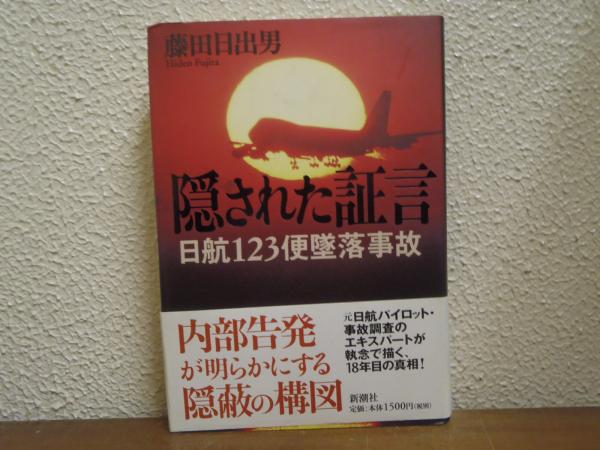 藤田日出男
Hideo Fujita
隠された証言
日航123便墜落事故
内部告発
が明らかにする
隠蔽の構図
元日航パイロット・
事故調査の
エキスパートが
執念で描く、
18年目の真相!
新潮社
定価:本体1500円(税別)